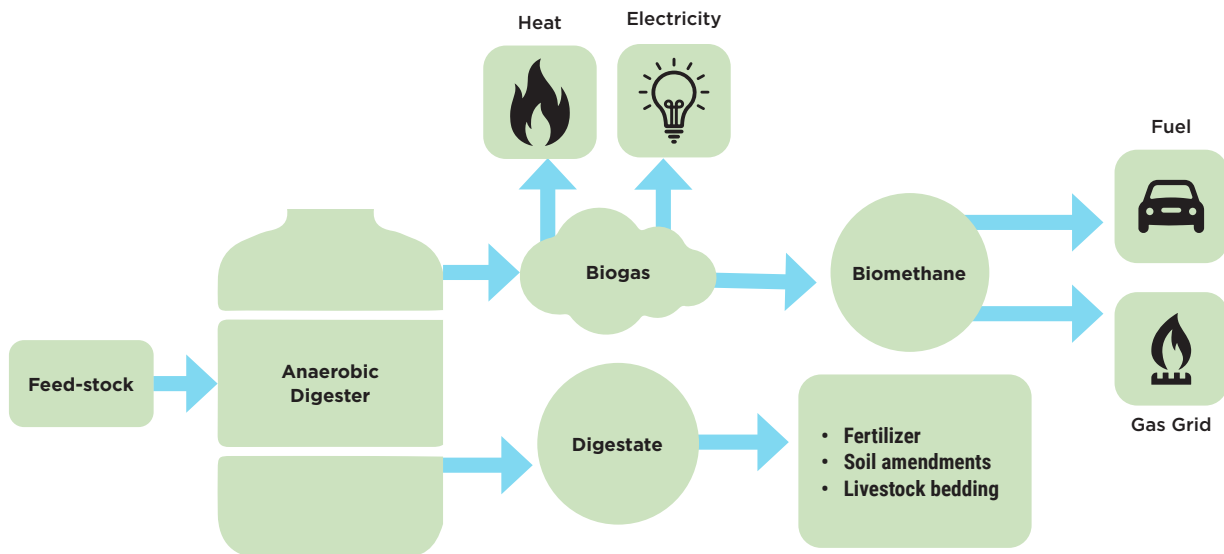 Heat
Electricity
Fuel
Biogas
Biomethane
Feed-stock
Anaerobic
Digester
Gas Grid
Digestate
• Fertilizer
• Soil amendments
• Livestock bedding